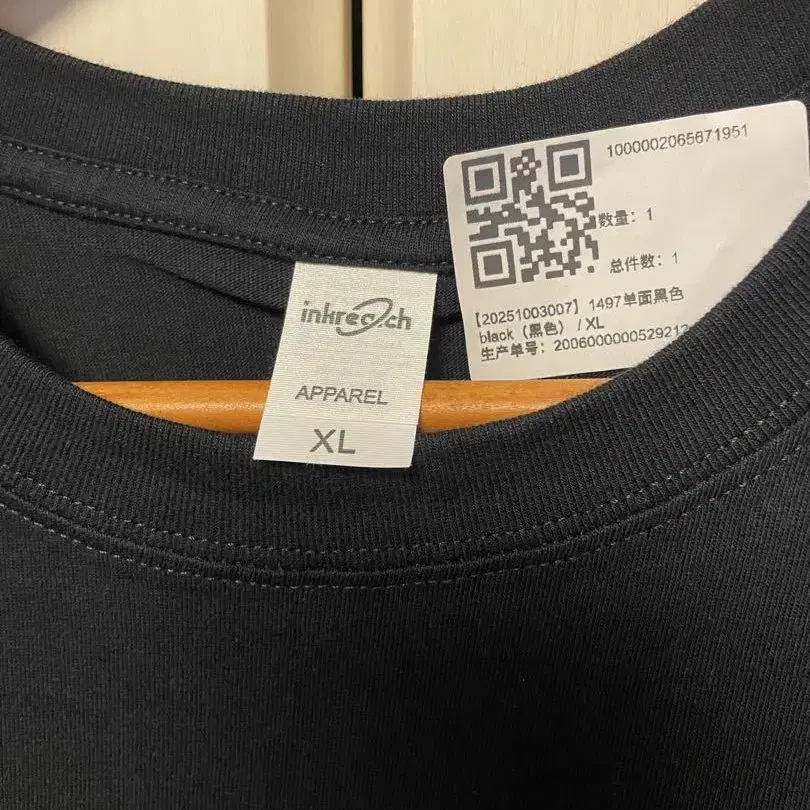 inkreach
APPAREL
XL
1000002065671951
数量：1
总件数：1
【20251003007】1497单面黑色
black（黑色） / XL
生产单号：2006000000529212